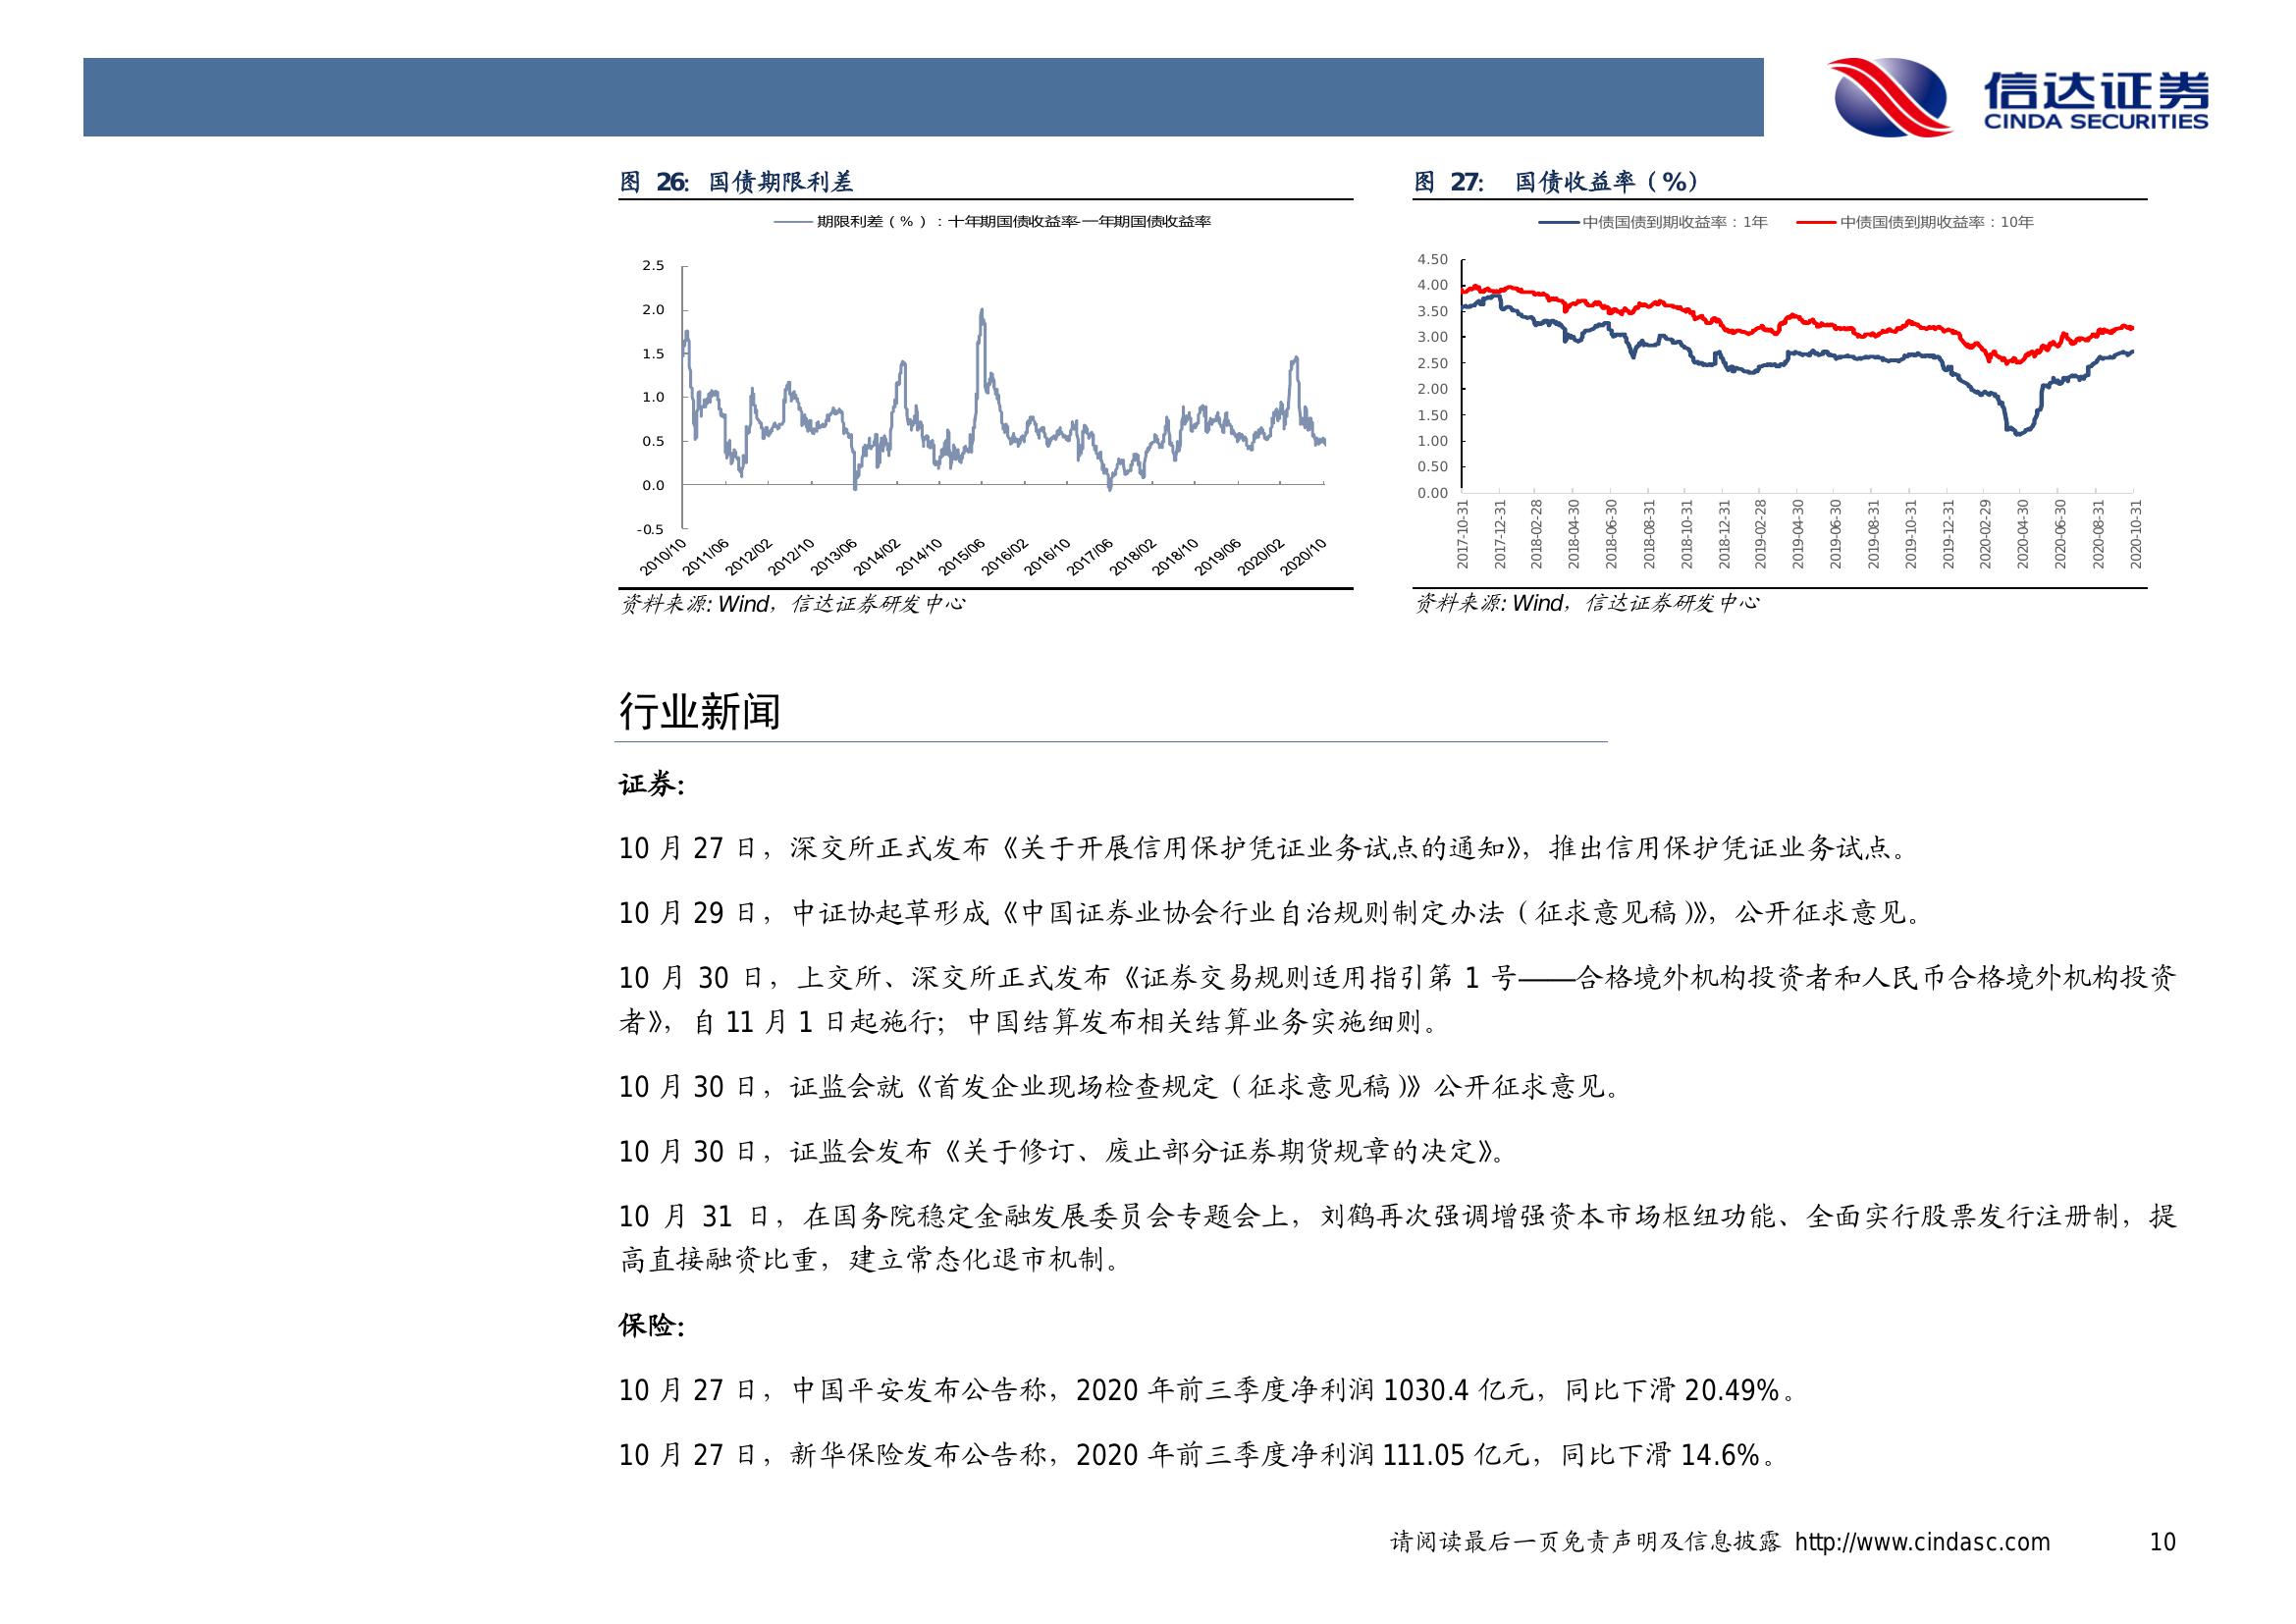 信达证券
CINDA SECURITIES
图 26: 国债期限利差
期限利差（%）：十年期国债收益率-一年期国债收益率
2.5
2.0
1.5
1.0
0.5
0.0
-0.5
2010/10 2011/06 2012/02 2012/10 2013/06 2014/02 2014/10 2015/06 2016/02 2016/10 2017/06 2018/02 2018/10 2019/06 2020/02 2020/10
资料来源: Wind，信达证券研发中心
图 27: 国债收益率（%）
中债国债到期收益率：1年 中债国债到期收益率：10年
4.50
4.00
3.50
3.00
2.50
2.00
1.50
1.00
0.50
0.00
2017-10-31 2017-12-31 2018-02-28 2018-04-30 2018-06-30 2018-08-31 2018-10-31 2018-12-31 2019-02-28 2019-04-30 2019-06-30 2019-08-31 2019-10-31 2019-12-31 2020-02-29 2020-04-30 2020-06-30 2020-08-31 2020-10-31
资料来源: Wind，信达证券研发中心
行业新闻
证券：
10 月 27 日，深交所正式发布《关于开展信用保护凭证业务试点的通知》，推出信用保护凭证业务试点。
10 月 29 日，中证协起草形成《中国证券业协会行业自治规则制定办法（征求意见稿）》，公开征求意见。
10 月 30 日，上交所、深交所正式发布《证券交易规则适用指引第 1 号——合格境外机构投资者和人民币合格境外机构投资
者》，自 11 月 1 日起施行；中国结算发布相关结算业务实施细则。
10 月 30 日，证监会就《首发企业现场检查规定（征求意见稿）》公开征求意见。
10 月 30 日，证监会发布《关于修订、废止部分证券期货规章的决定》。
10 月 31 日，在国务院稳定金融发展委员会专题会上，刘鹤再次强调增强资本市场枢纽功能、全面实行股票发行注册制，提
高直接融资比重，建立常态化退市机制。
保险：
10 月 27 日，中国平安发布公告称，2020 年前三季度净利润 1030.4 亿元，同比下滑 20.49%。
10 月 27 日，新华保险发布公告称，2020 年前三季度净利润 111.05 亿元，同比下滑 14.6%。
请阅读最后一页免责声明及信息披露 http://www.cindasc.com 10